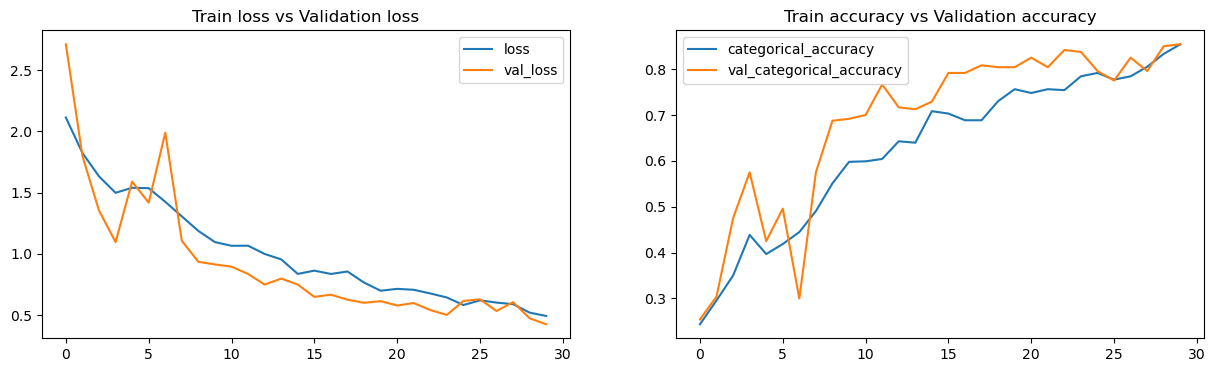 Train loss vs Validation loss
loss
val_loss
2.5
2.0
1.5
1.0
0.5
0 5 10 15 20 25 30
Train accuracy vs Validation accuracy
categorical_accuracy
val_categorical_accuracy
0.8
0.7
0.6
0.5
0.4
0.3
0 5 10 15 20 25 30